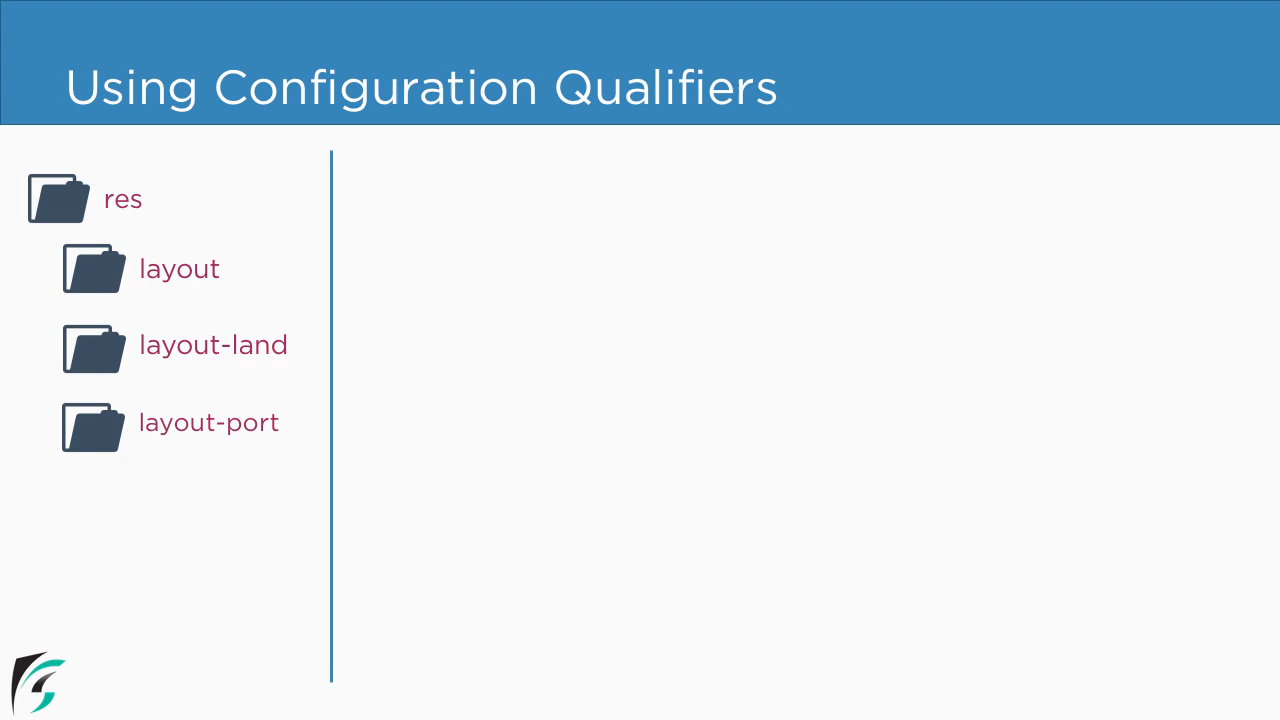 Using Configuration Qualifiers
res
layout
layout-land
layout-port